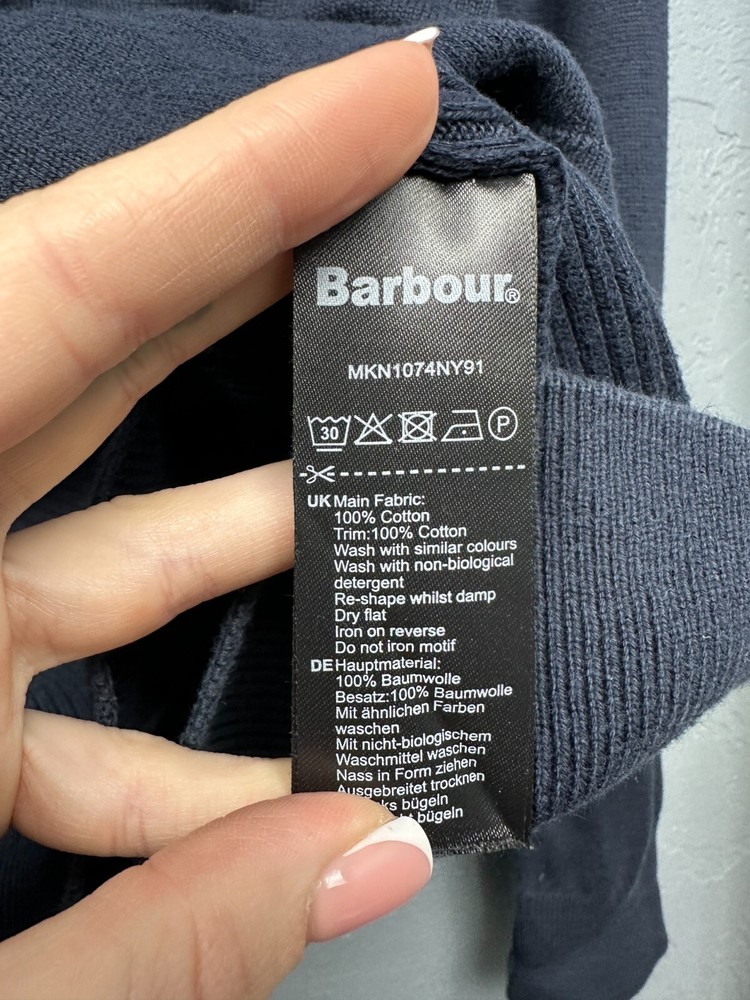 Barbour®
MKN1074NY91
30 P
UK Main Fabric:
100% Cotton
Trim:100% Cotton
Wash with similar colours
Wash with non-biological
detergent
Re-shape whilst damp
Dry flat
Iron on reverse
Do not iron motif
DE Hauptmaterial:
100% Baumwolle
Besatz:100% Baumwolle
Mit ähnlichen Farben
waschen
Mit nicht-biologischem
Waschmittel waschen
Nass in Form ziehen
Ausgebreitet trocknen
bügeln
bügeln